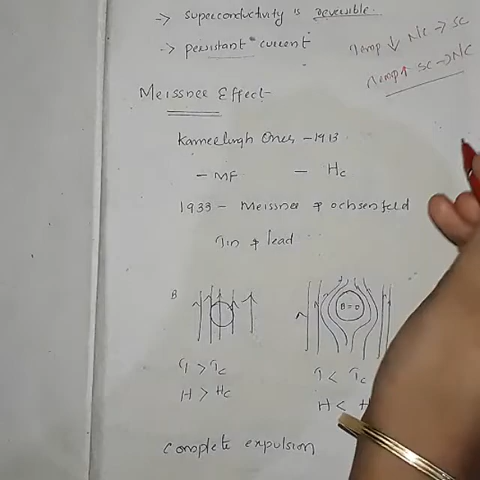 -> superconductivity is reversible.
-> persistant current
Temp ↓ NC -> SC
Temp ↑ SC -> NC
Meissner Effect
Kamerlingh Ones - 1913
- MF - Hc
1933 - Meissner & Ochsenfeld
Tin & lead
B
B = 0
T > Tc
T < Tc
H > Hc
H < H
Complete expulsion